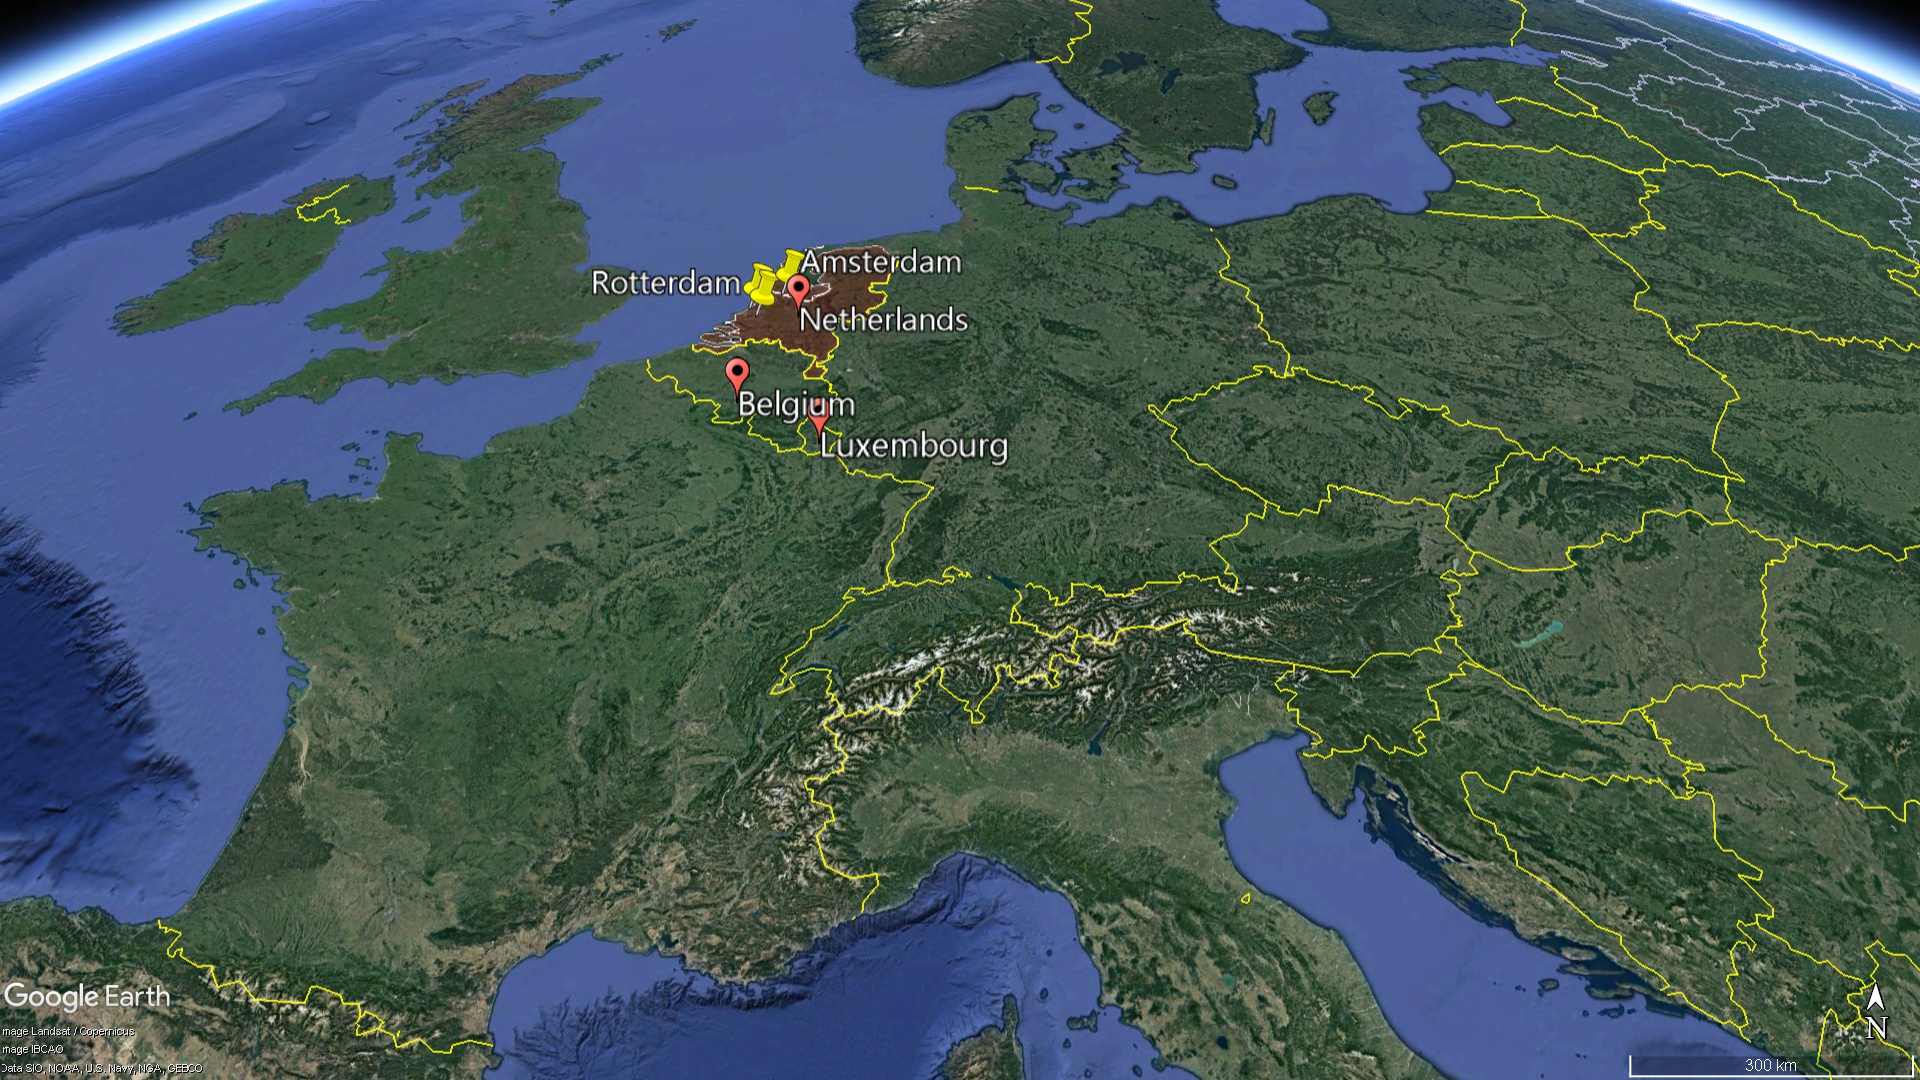 Amsterdam
Rotterdam
Netherlands
Belgium
Luxembourg
Google Earth
mage Landsat / Copernicus
mage IBCAO
Data SIO, NOAA, U.S. Navy, NGA, GEBCO
N
300 km